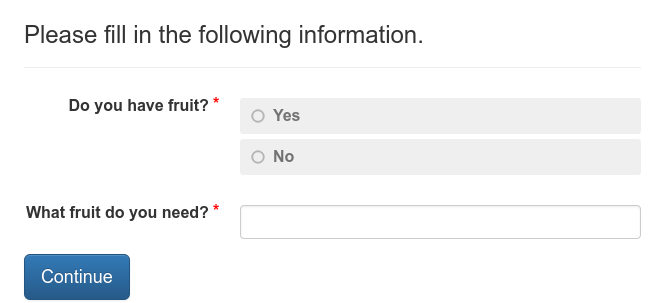 Please fill in the following information.
Do you have fruit? *
Yes
No
What fruit do you need? *
Continue